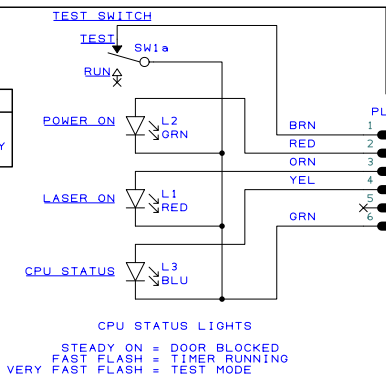 TEST SWITCH
TEST
SW1a
RUN
PL
POWER ON
L2
GRN
BRN
1
RED
2
ORN
3
YEL
4
5
GRN
6
Y
LASER ON
L1
RED
CPU STATUS
L3
BLU
CPU STATUS LIGHTS
STEADY ON = DOOR BLOCKED
FAST FLASH = TIMER RUNNING
VERY FAST FLASH = TEST MODE